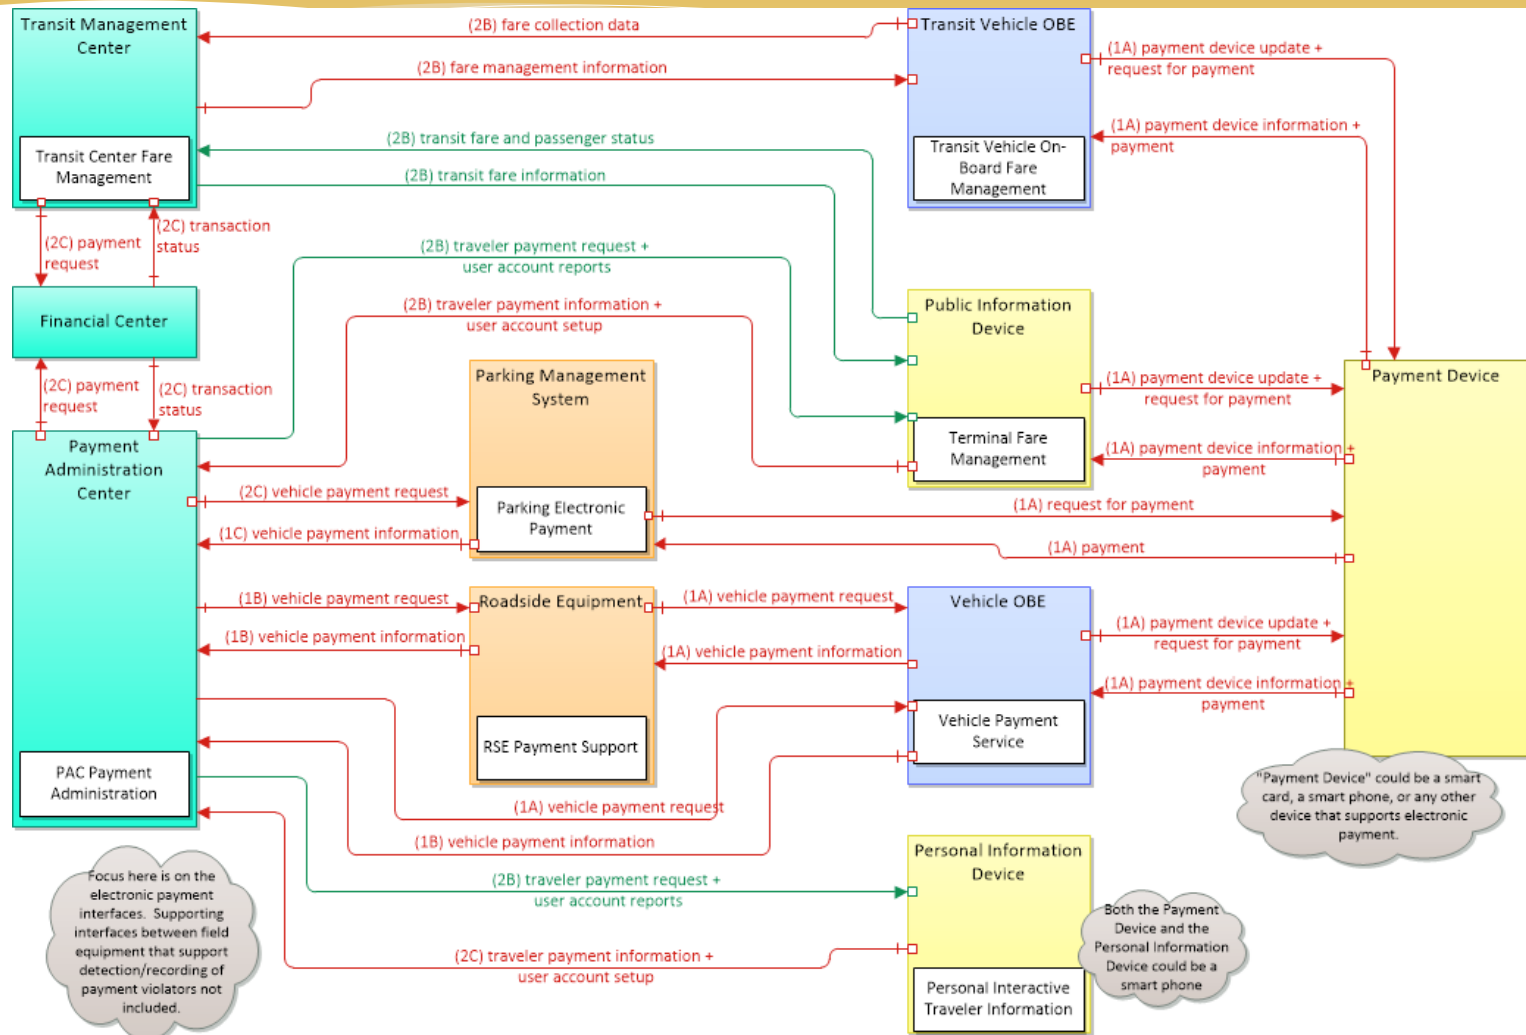 Transit Management
Center
Transit Center Fare
Management
(2B) fare collection data
(2B) fare management information
(2B) transit fare and passenger status
(2B) transit fare information
Transit Vehicle OBE
Transit Vehicle On-
Board Fare
Management
(1A) payment device update +
request for payment
(1A) payment device information +
payment
(2C) payment
request
(2C) transaction
status
Financial Center
(2C) payment
request
(2C) transaction
status
(2B) traveler payment request +
user account reports
(2B) traveler payment information +
user account setup
Public Information
Device
Terminal Fare
Management
(1A) payment device update +
request for payment
(1A) payment device information +
payment
Payment Device
Parking Management
System
Parking Electronic
Payment
Payment
Administration
Center
PAC Payment
Administration
(2C) vehicle payment request
(1C) vehicle payment information
(1A) request for payment
(1A) payment
(1B) vehicle payment request
(1B) vehicle payment information
Roadside Equipment
RSE Payment Support
(1A) vehicle payment request
(1A) vehicle payment information
Vehicle OBE
Vehicle Payment
Service
(1A) payment device update +
request for payment
(1A) payment device information +
payment
(1A) vehicle payment request
(1B) vehicle payment information
"Payment Device" could be a smart
card, a smart phone, or any other
device that supports electronic
payment.
(2B) traveler payment request +
user account reports
(2C) traveler payment information +
user account setup
Personal Information
Device
Personal Interactive
Traveler Information
Both the Payment
Device and the
Personal Information
Device could be a
smart phone
Focus here is on the
electronic payment
interfaces. Supporting
interfaces between field
equipment that support
detection/recording of
payment violators not
included.